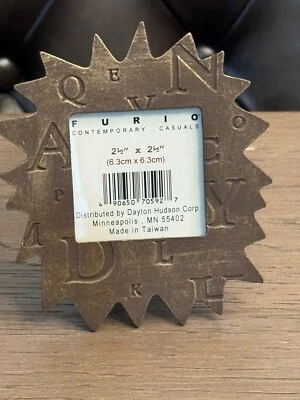 Q E N
V
A C O
P Y
M D L
K H
FURIO
CONTEMPORARY CASUALS
2½" x 2½"
(6.3cm x 6.3cm)
4 90650 70592 7
Distributed by Dayton Hudson Corp
Minneapolis , MN 55402
Made in Taiwan